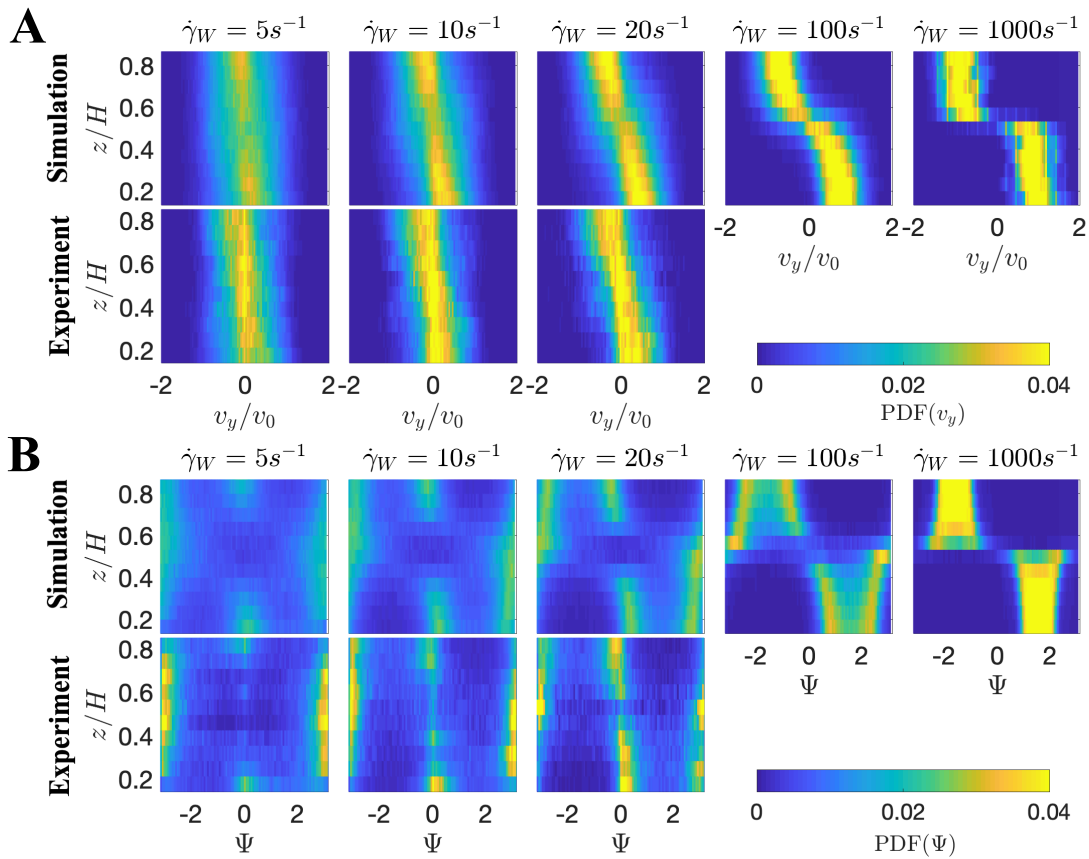 A
γ̇_W = 5s⁻¹ γ̇_W = 10s⁻¹ γ̇_W = 20s⁻¹ γ̇_W = 100s⁻¹ γ̇_W = 1000s⁻¹
Simulation
z/H
0.8
0.6
0.4
0.2
-2 0 2 -2 0 2
v_y/v_0 v_y/v_0
Experiment
z/H
0.8
0.6
0.4
0.2
-2 0 2 -2 0 2 -2 0 2
v_y/v_0 v_y/v_0 v_y/v_0
0 0.02 0.04
PDF(v_y)
B
γ̇_W = 5s⁻¹ γ̇_W = 10s⁻¹ γ̇_W = 20s⁻¹ γ̇_W = 100s⁻¹ γ̇_W = 1000s⁻¹
Simulation
z/H
0.8
0.6
0.4
0.2
-2 0 2 -2 0 2
Ψ Ψ
Experiment
z/H
0.8
0.6
0.4
0.2
-2 0 2 -2 0 2 -2 0 2
Ψ Ψ Ψ
0 0.02 0.04
PDF(Ψ)